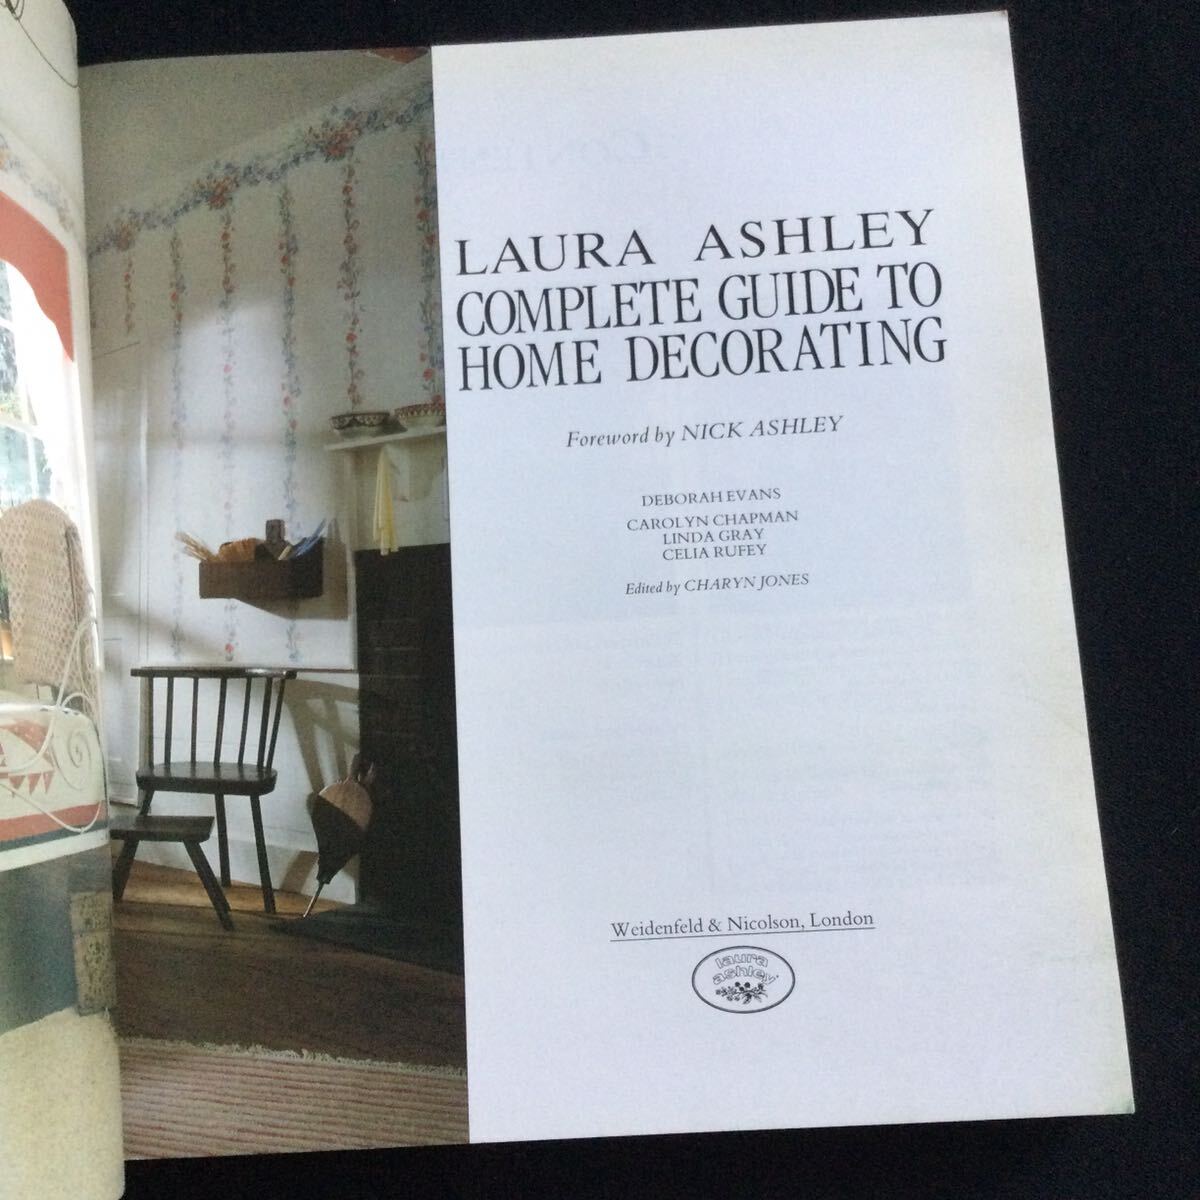 LAURA ASHLEY
COMPLETE GUIDE TO
HOME DECORATING
Foreword by NICK ASHLEY
DEBORAH EVANS
CAROLYN CHAPMAN
LINDA GRAY
CELIA RUFEY
Edited by CHARYN JONES
Weidenfeld & Nicolson, London
laura
ashley